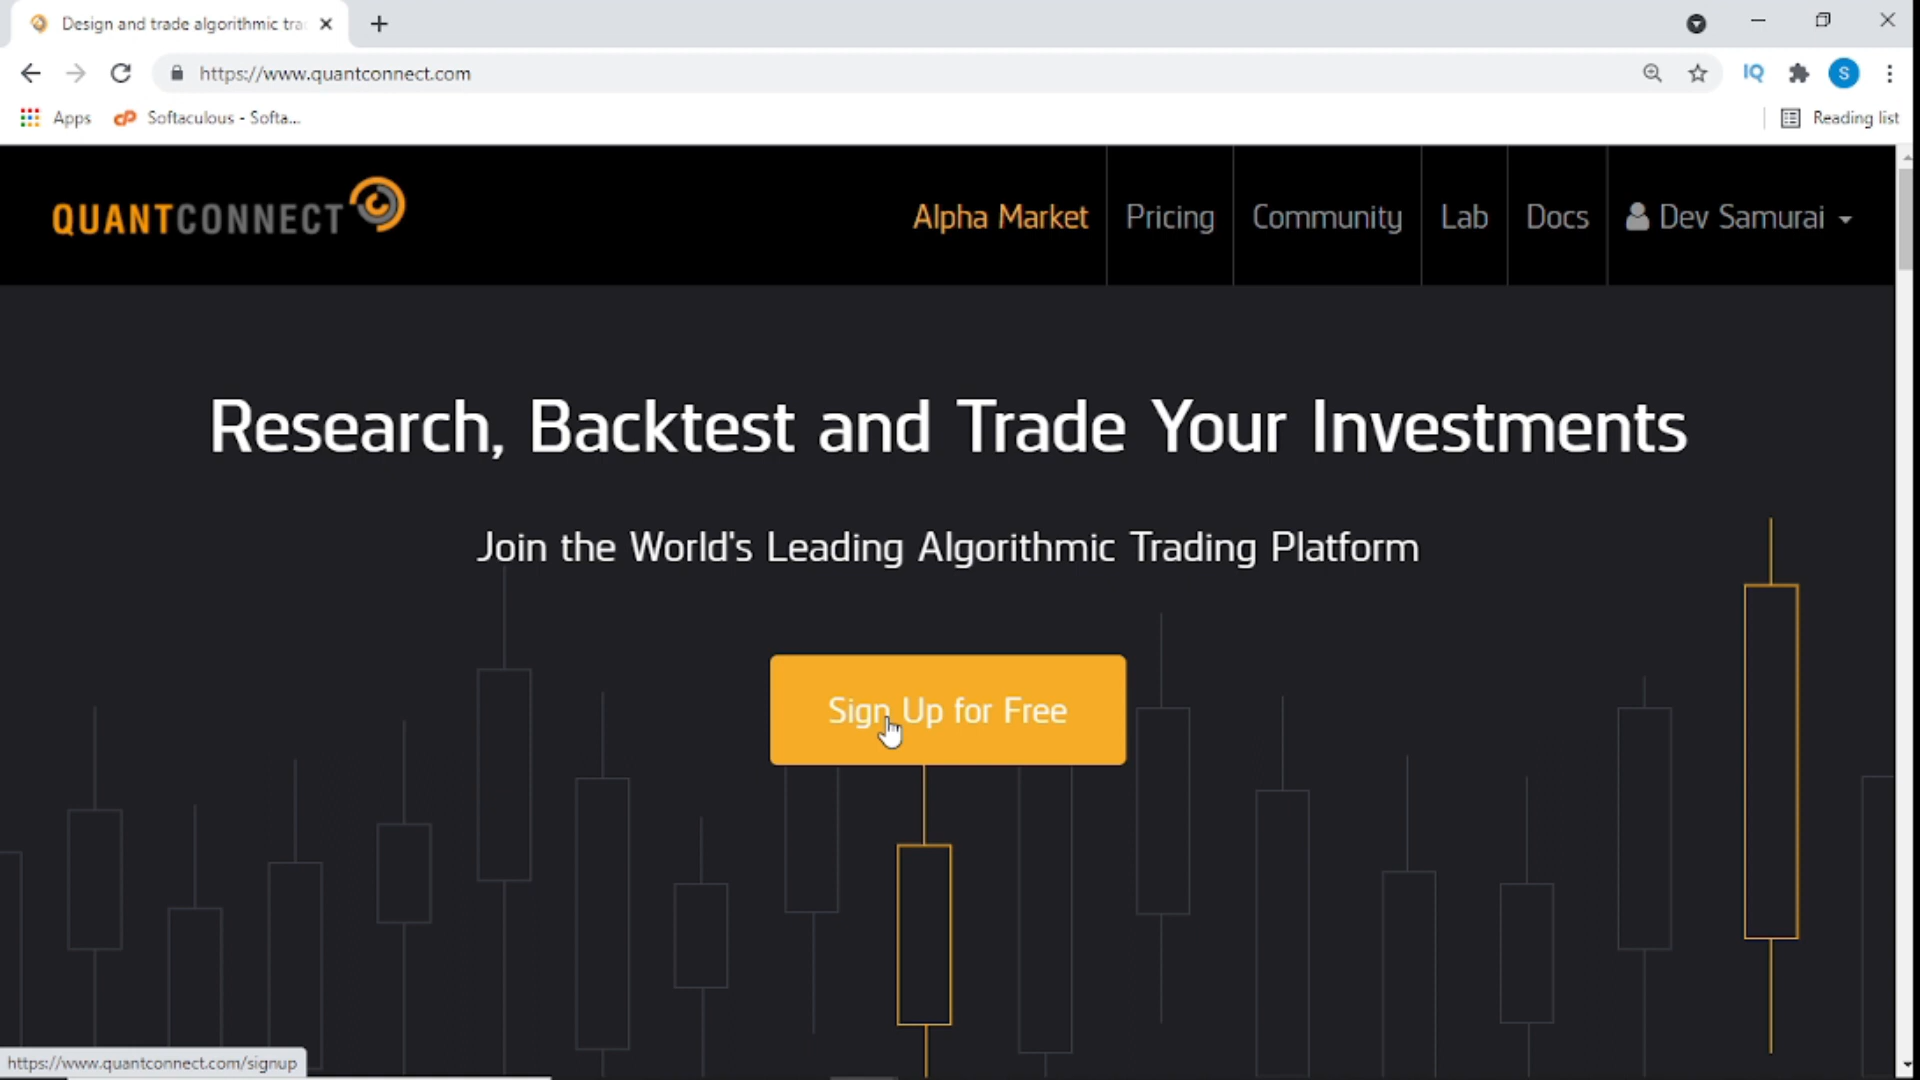 Design and trade algorithmic tra
https://www.quantconnect.com
IQ
S
Apps
cP Softaculous - Softa...
Reading list
QUANTCONNECT
Alpha Market
Pricing
Community
Lab
Docs
Dev Samurai
Research, Backtest and Trade Your Investments
Join the World's Leading Algorithmic Trading Platform
Sign Up for Free
https://www.quantconnect.com/signup